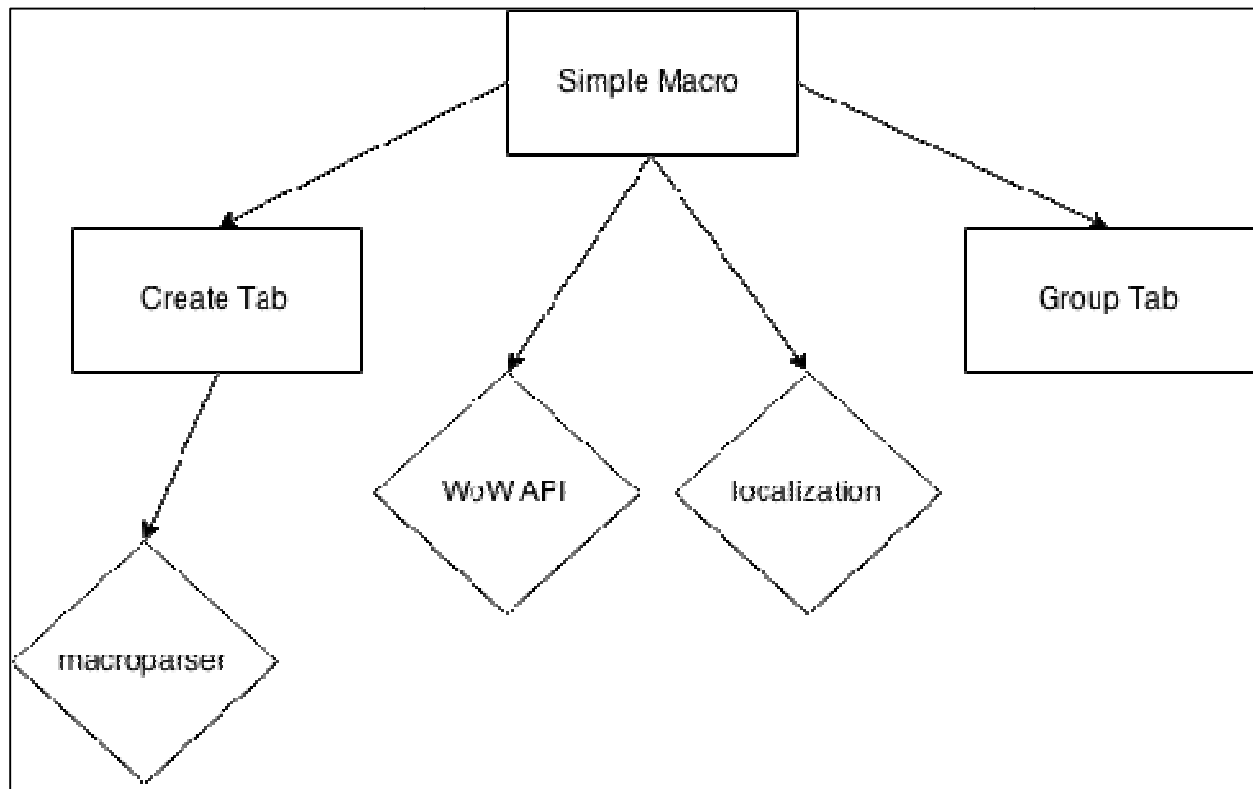 Simple Macro
Create Tab
Group Tab
WoW API
localization
macroparser